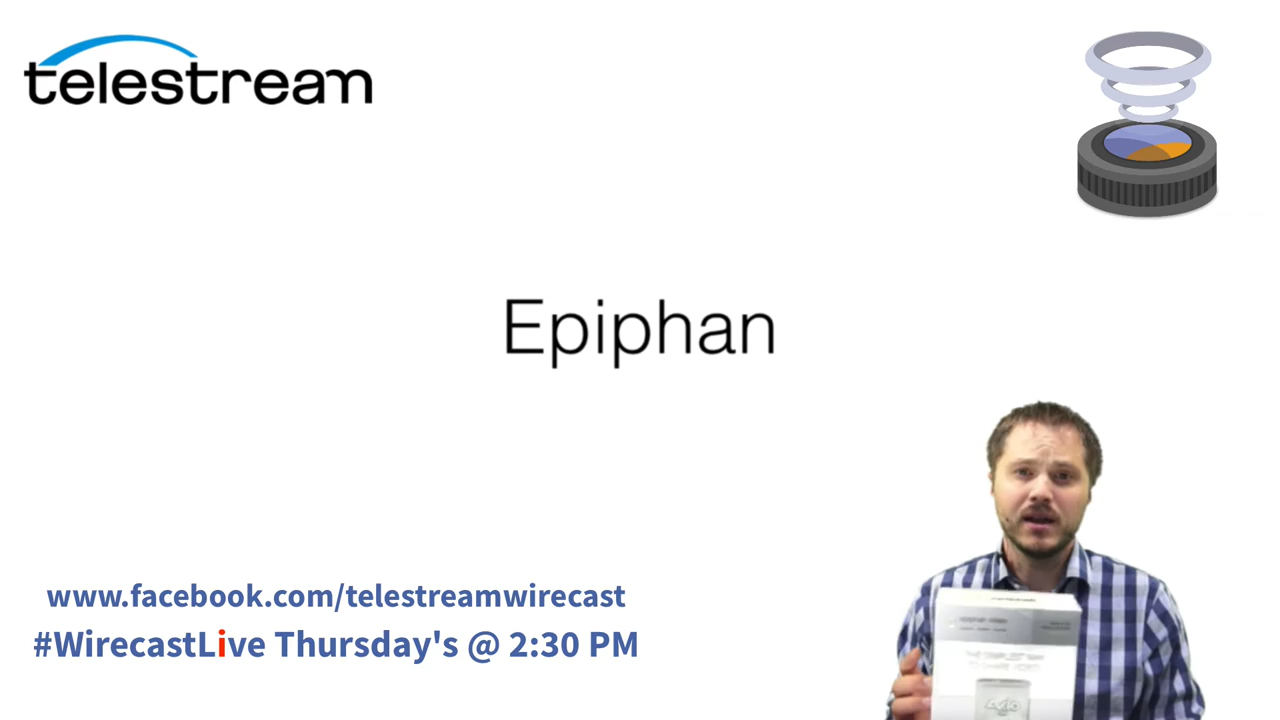 telestream
Epiphan
www.facebook.com/telestreamwirecast
#WirecastLive Thursday's @ 2:30 PM